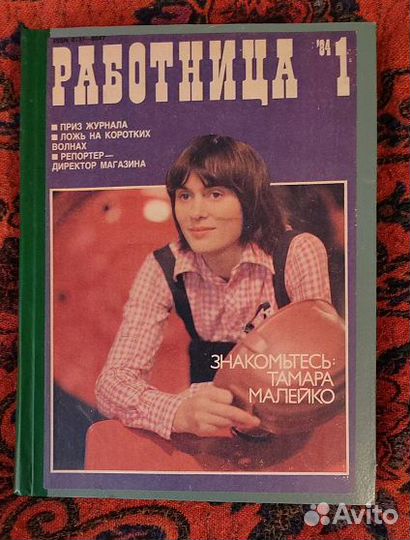 РАБОТНИЦА '84 1
■ ПРИЗ ЖУРНАЛА
■ ЛОЖЬ НА КОРОТКИХ
ВОЛНАХ
■ РЕПОРТЕР—
ДИРЕКТОР МАГАЗИНА
ЗНАКОМЬТЕСЬ:
ТАМАРА
МАЛЕЙКО
Avito